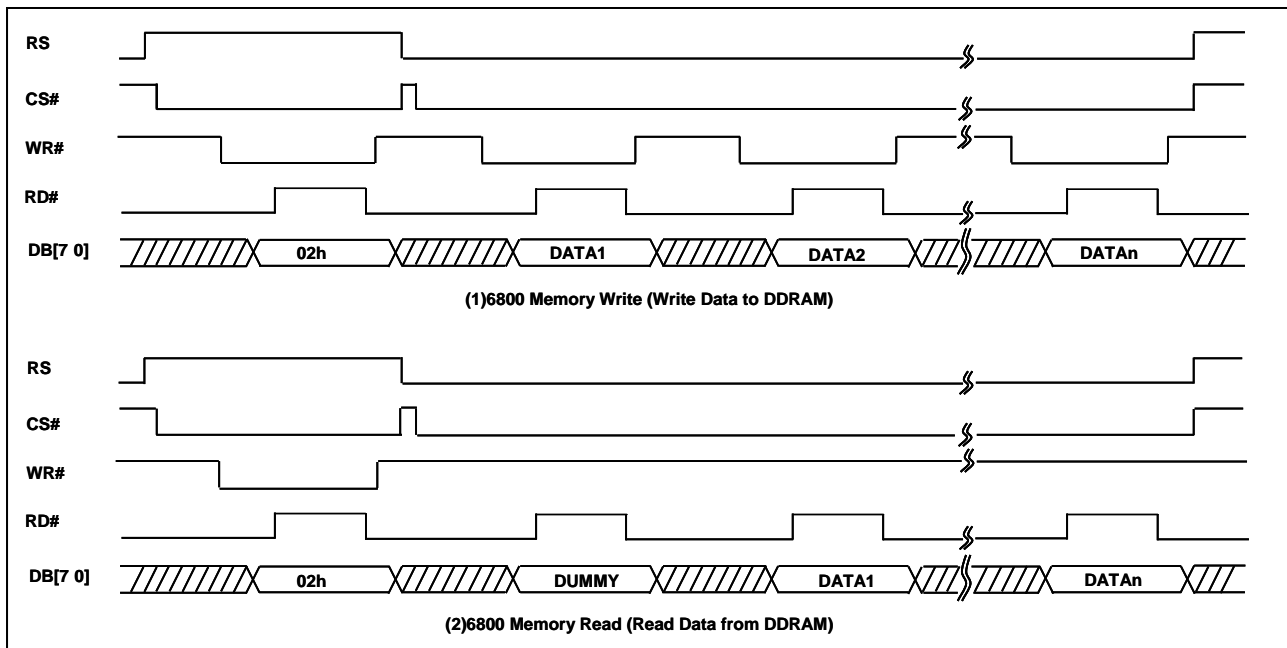 RS
CS#
WR#
RD#
DB[7 0] 02h DATA1 DATA2 DATAn
(1)6800 Memory Write (Write Data to DDRAM)
RS
CS#
WR#
RD#
DB[7 0] 02h DUMMY DATA1 DATAn
(2)6800 Memory Read (Read Data from DDRAM)